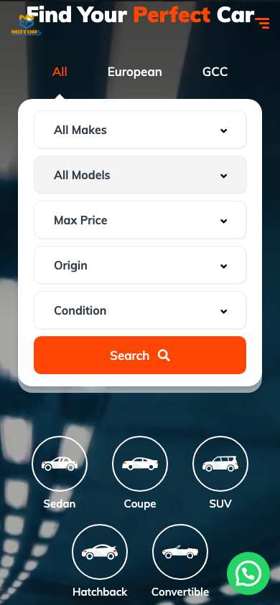 Find Your Perfect Car
MOTORS
All
European
GCC
All Makes
All Models
Max Price
Origin
Condition
Search
Sedan
Coupe
SUV
Hatchback
Convertible